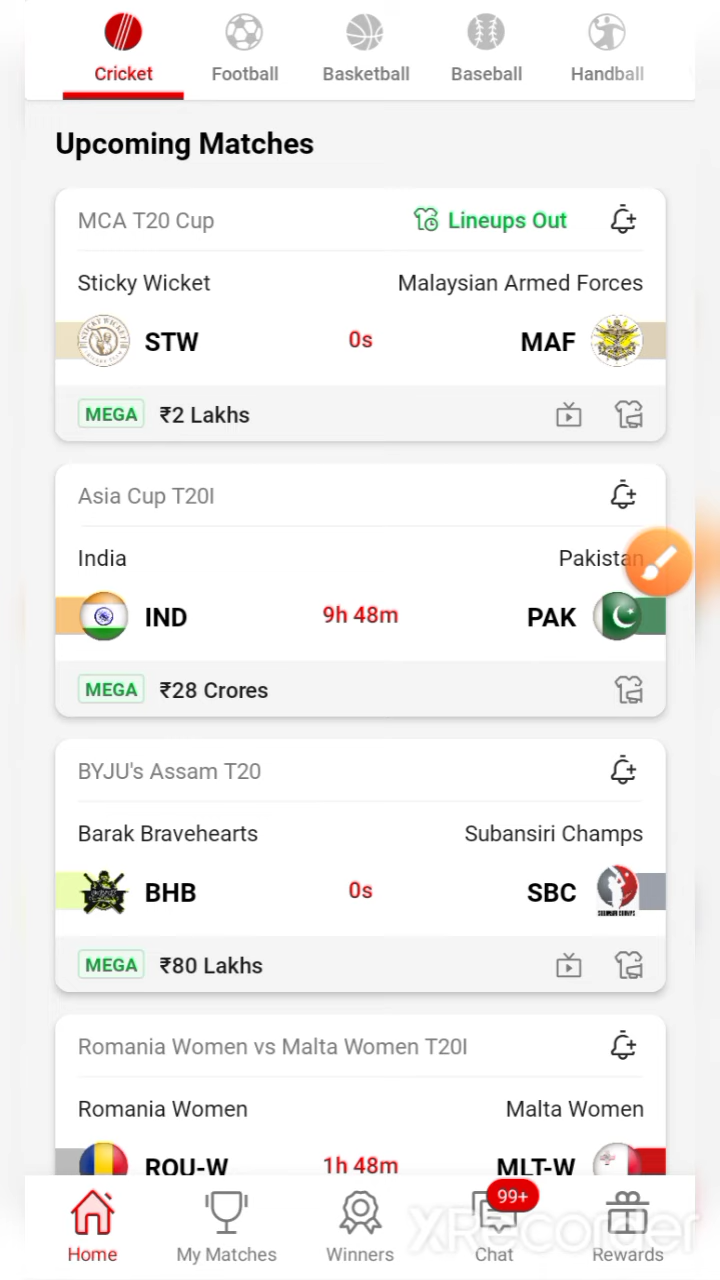 Cricket Football Basketball Baseball Handball
Upcoming Matches
MCA T20 Cup Lineups Out
Sticky Wicket Malaysian Armed Forces
STW 0s MAF
MEGA ₹2 Lakhs
Asia Cup T20I
India Pakistan
IND 9h 48m PAK
MEGA ₹28 Crores
BYJU's Assam T20
Barak Bravehearts Subansiri Champs
BHB 0s SBC
MEGA ₹80 Lakhs
Romania Women vs Malta Women T20I
Romania Women Malta Women
ROU-W 1h 48m MLT-W
99+
XRecorder
Home My Matches Winners Chat Rewards